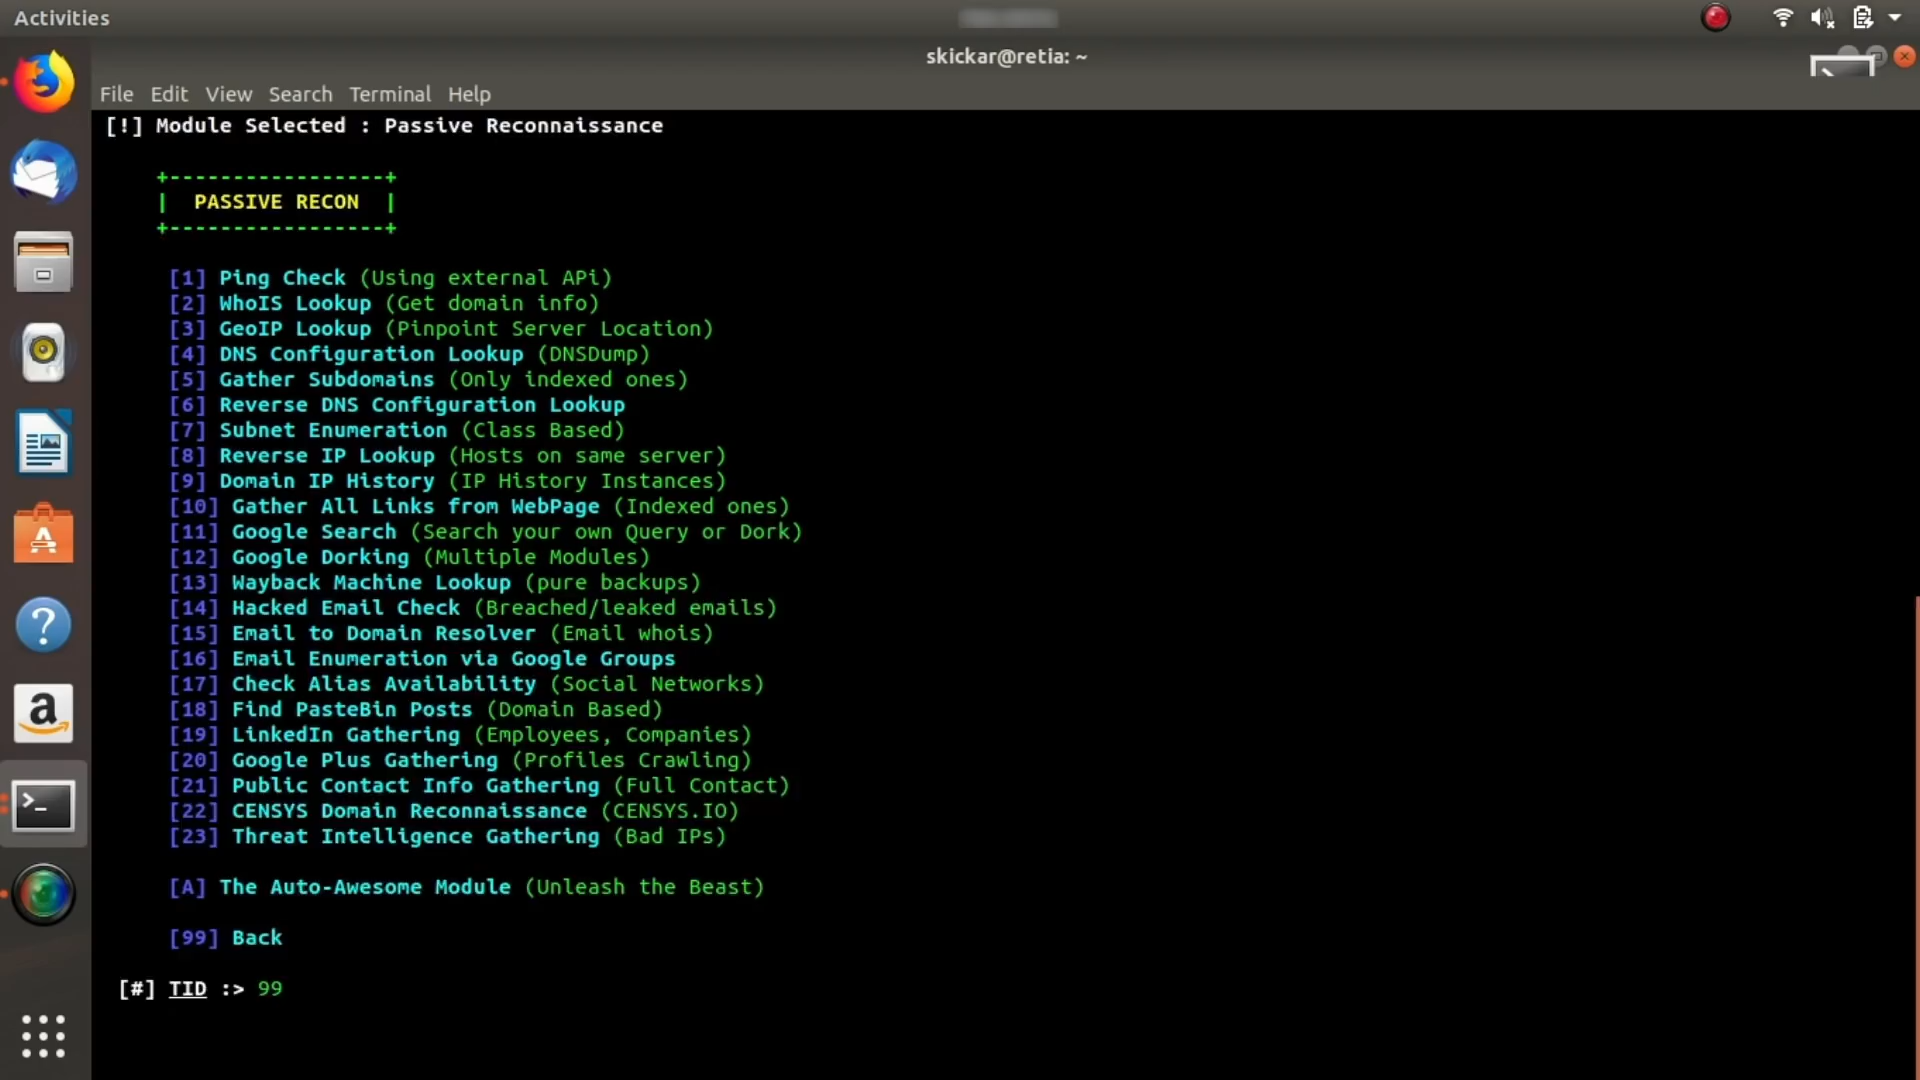 Activities
skickar@retia: ~
File Edit View Search Terminal Help
[!] Module Selected : Passive Reconnaissance
+-----------------+
| PASSIVE RECON |
+-----------------+
[1] Ping Check (Using external APi)
[2] WhoIS Lookup (Get domain info)
[3] GeoIP Lookup (Pinpoint Server Location)
[4] DNS Configuration Lookup (DNSDump)
[5] Gather Subdomains (Only indexed ones)
[6] Reverse DNS Configuration Lookup
[7] Subnet Enumeration (Class Based)
[8] Reverse IP Lookup (Hosts on same server)
[9] Domain IP History (IP History Instances)
[10] Gather All Links from WebPage (Indexed ones)
[11] Google Search (Search your own Query or Dork)
[12] Google Dorking (Multiple Modules)
[13] Wayback Machine Lookup (pure backups)
[14] Hacked Email Check (Breached/leaked emails)
[15] Email to Domain Resolver (Email whois)
[16] Email Enumeration via Google Groups
[17] Check Alias Availability (Social Networks)
[18] Find PasteBin Posts (Domain Based)
[19] LinkedIn Gathering (Employees, Companies)
[20] Google Plus Gathering (Profiles Crawling)
[21] Public Contact Info Gathering (Full Contact)
[22] CENSYS Domain Reconnaissance (CENSYS.IO)
[23] Threat Intelligence Gathering (Bad IPs)
[A] The Auto-Awesome Module (Unleash the Beast)
[99] Back
[#] TID :> 99